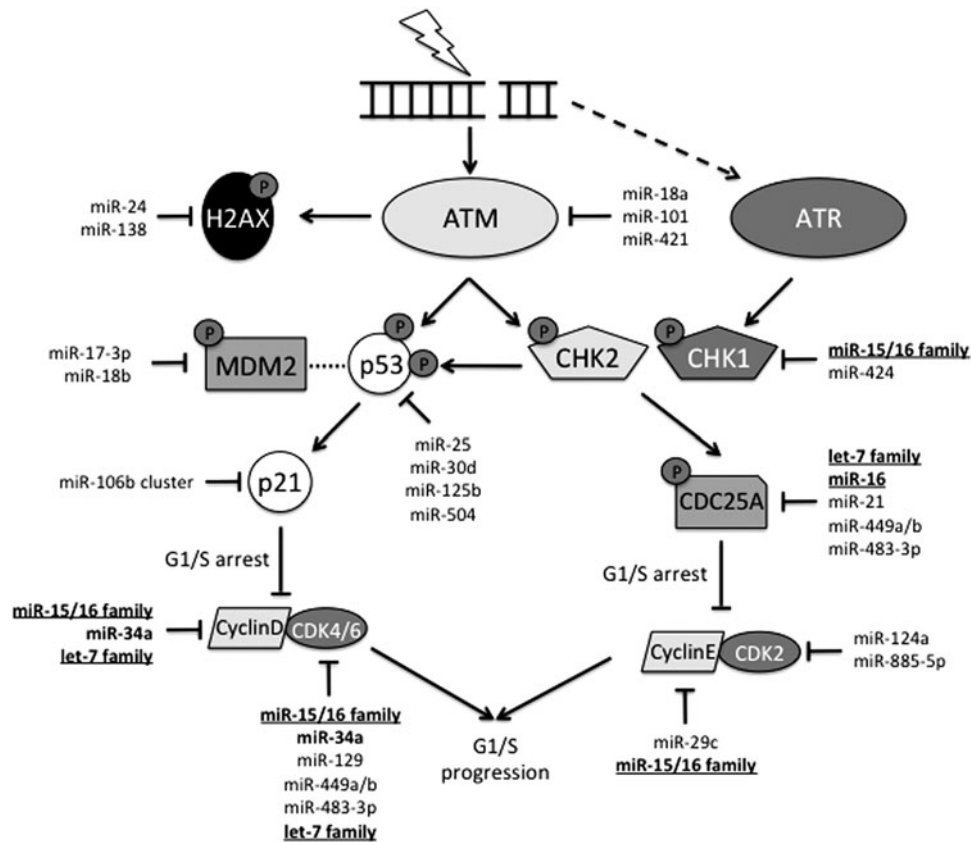 miR-24
miR-138
P
H2AX
ATM
miR-18a
miR-101
miR-421
ATR
miR-17-3p
miR-18b
P
MDM2
P
p53
P
P
CHK2
P
CHK1
miR-15/16 family
miR-424
miR-25
miR-30d
miR-125b
miR-504
miR-106b cluster
p21
P
CDC25A
let-7 family
miR-16
miR-21
miR-449a/b
miR-483-3p
G1/S arrest
G1/S arrest
miR-15/16 family
miR-34a
let-7 family
CyclinD
CDK4/6
CyclinE
CDK2
miR-124a
miR-885-5p
miR-15/16 family
miR-34a
miR-129
miR-449a/b
miR-483-3p
let-7 family
G1/S
progression
miR-29c
miR-15/16 family